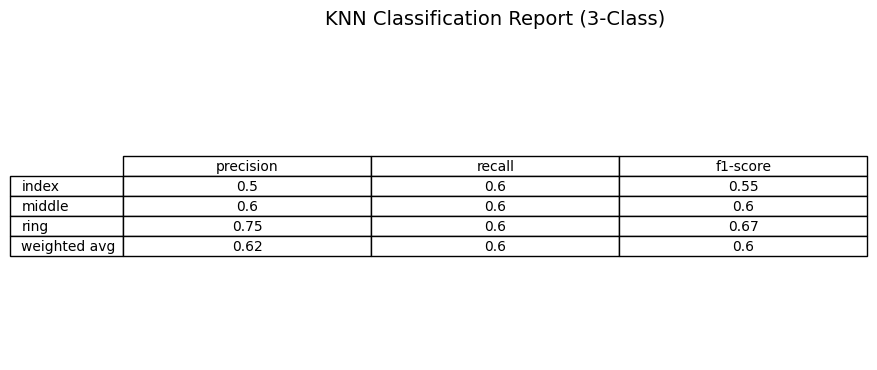 KNN Classification Report (3-Class)
precision recall f1-score
index 0.5 0.6 0.55
middle 0.6 0.6 0.6
ring 0.75 0.6 0.67
weighted avg 0.62 0.6 0.6